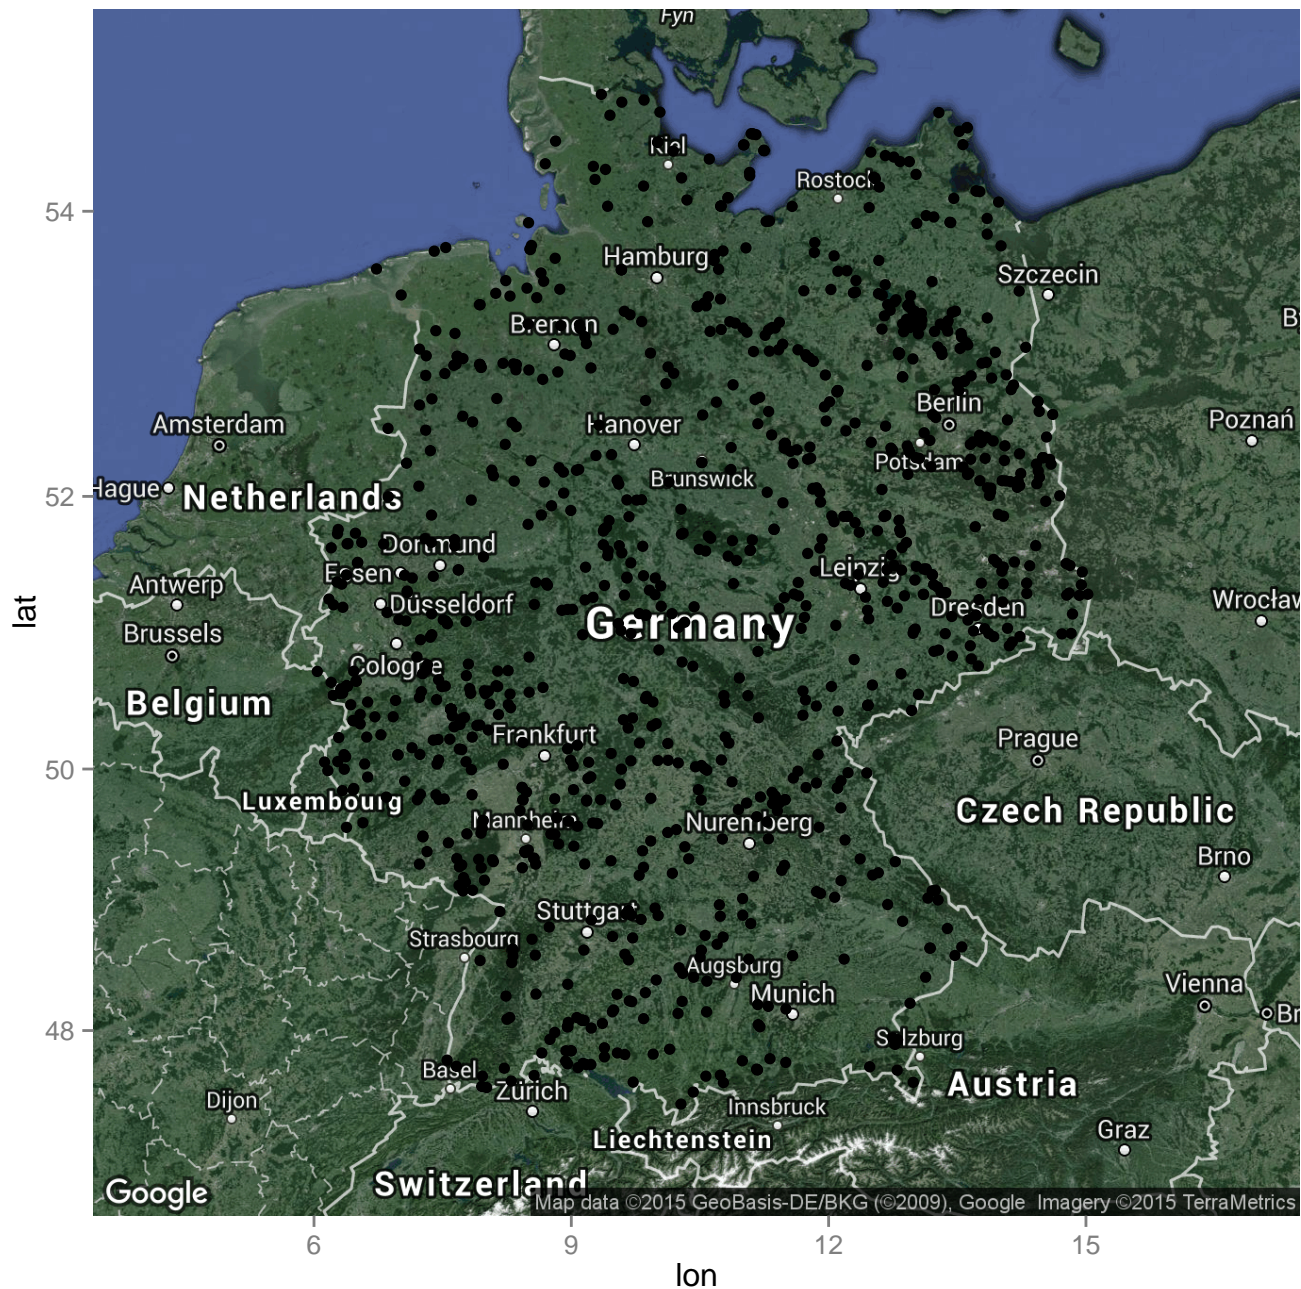 Fyn
Kiel
Rostock
54
Hamburg
Szczecin
Bremen
Amsterdam
Hanover
Berlin
Poznań
Potsdam
Brunswick
52
Hague
Netherlands
Dortmund
Essen
Leipzig
Antwerp
Düsseldorf
Dresden
Wrocław
Brussels
Germany
lat
Cologne
Belgium
Frankfurt
Prague
50
Luxembourg
Mannheim
Nuremberg
Czech Republic
Brno
Stuttgart
Strasbourg
Augsburg
Munich
Vienna
Br
48
Salzburg
Basel
Zürich
Austria
Dijon
Innsbruck
Liechtenstein
Graz
Switzerland
Google
Map data ©2015 GeoBasis-DE/BKG (©2009), Google Imagery ©2015 TerraMetrics
6 9 12 15
lon